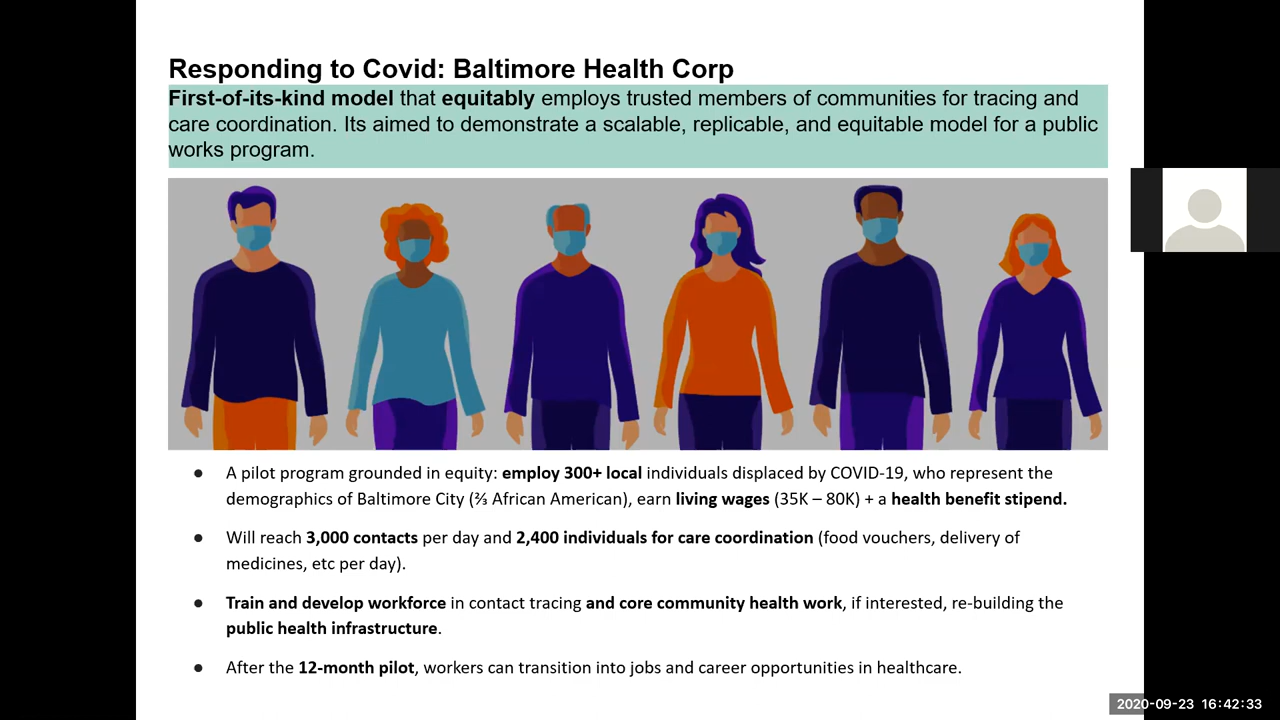 Responding to Covid: Baltimore Health Corp
First-of-its-kind model that equitably employs trusted members of communities for tracing and
care coordination. Its aimed to demonstrate a scalable, replicable, and equitable model for a public
works program.
● A pilot program grounded in equity: employ 300+ local individuals displaced by COVID-19, who represent the
demographics of Baltimore City (⅔ African American), earn living wages (35K – 80K) + a health benefit stipend.
● Will reach 3,000 contacts per day and 2,400 individuals for care coordination (food vouchers, delivery of
medicines, etc per day).
● Train and develop workforce in contact tracing and core community health work, if interested, re-building the
public health infrastructure.
● After the 12-month pilot, workers can transition into jobs and career opportunities in healthcare.
2020-09-23 16:42:33